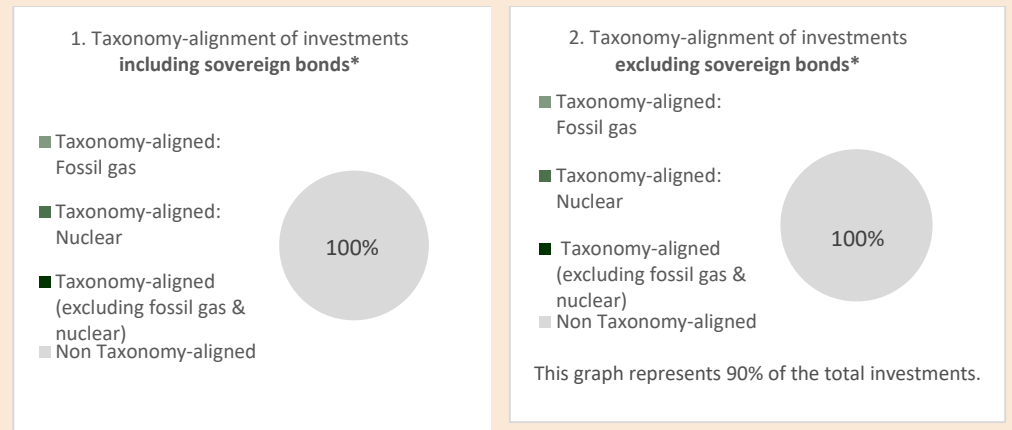 1. Taxonomy-alignment of investments
including sovereign bonds*
Taxonomy-aligned:
Fossil gas
Taxonomy-aligned:
Nuclear
Taxonomy-aligned
(excluding fossil gas &
nuclear)
Non Taxonomy-aligned
100%
2. Taxonomy-alignment of investments
excluding sovereign bonds*
Taxonomy-aligned:
Fossil gas
Taxonomy-aligned:
Nuclear
Taxonomy-aligned
(excluding fossil gas &
nuclear)
Non Taxonomy-aligned
100%
This graph represents 90% of the total investments.